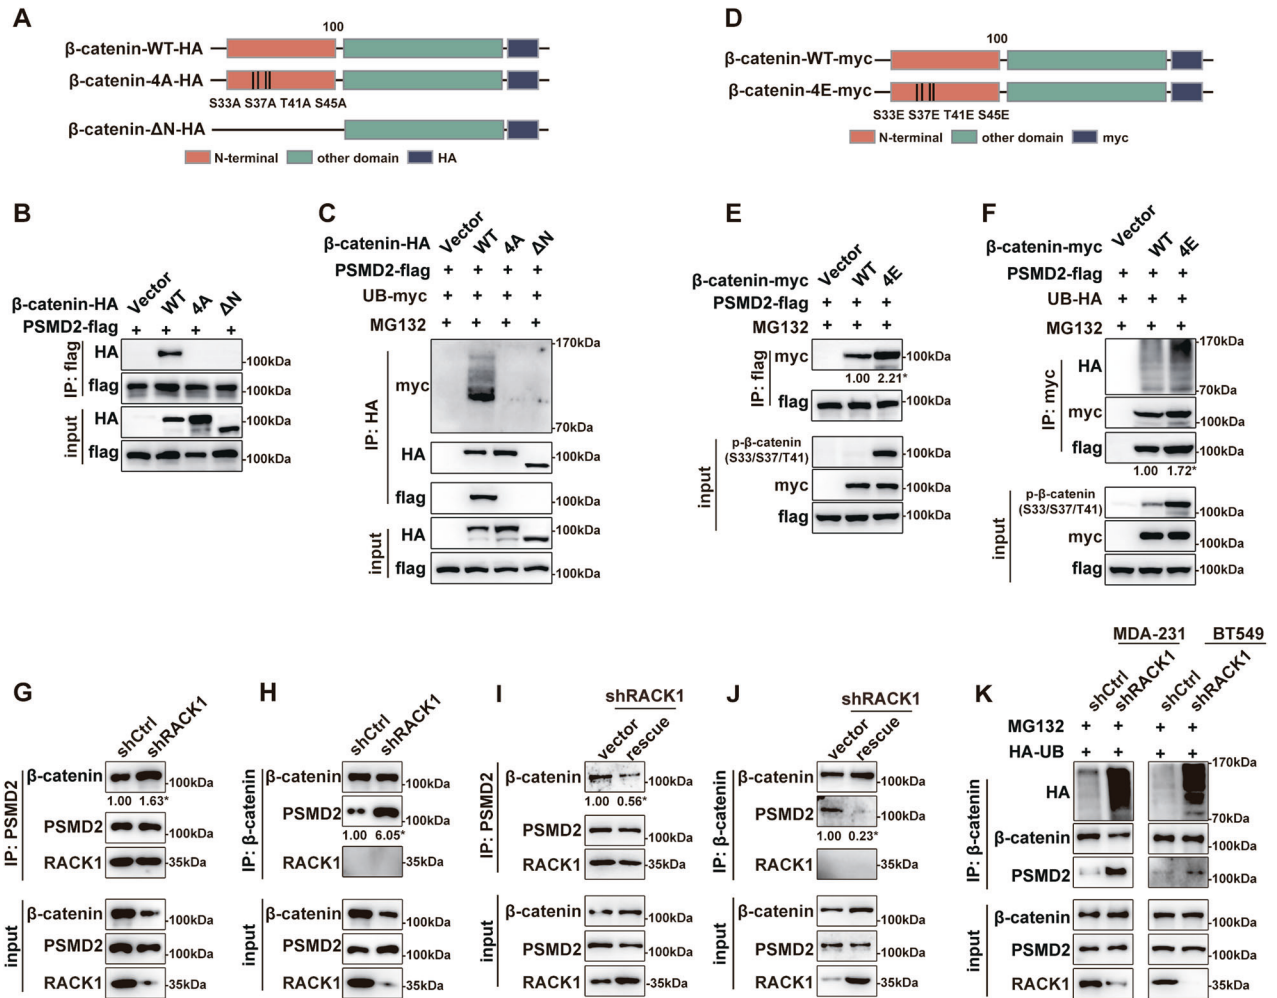 A
100
β-catenin-WT-HA
β-catenin-4A-HA
S33A S37A T41A S45A
β-catenin-ΔN-HA
N-terminal other domain HA
D
100
β-catenin-WT-myc
β-catenin-4E-myc
S33E S37E T41E S45E
N-terminal other domain myc
B
β-catenin-HA Vector WT 4A ΔN
PSMD2-flag + + + +
IP: flag
HA -100kDa
flag -100kDa
input
HA -100kDa
flag -100kDa
C
β-catenin-HA Vector WT 4A ΔN
PSMD2-flag + + + +
UB-myc + + + +
MG132 + + + +
IP: HA
-170kDa
myc
-70kDa
HA -100kDa
flag -100kDa
input
HA -100kDa
flag -100kDa
E
β-catenin-myc Vector WT 4E
PSMD2-flag + + +
MG132 + + +
IP: flag
myc -100kDa
1.00 2.21*
flag -100kDa
input
p-β-catenin
(S33/S37/T41) -100kDa
myc -100kDa
flag -100kDa
F
β-catenin-myc Vector WT 4E
PSMD2-flag + + +
UB-HA + + +
MG132 + + +
IP: myc
-170kDa
HA
-70kDa
myc -100kDa
flag -100kDa
1.00 1.72*
input
p-β-catenin
(S33/S37/T41) -100kDa
myc -100kDa
flag -100kDa
G
shCtrl shRACK1
IP: PSMD2
β-catenin -100kDa
1.00 1.63*
PSMD2 -100kDa
RACK1 -35kDa
input
β-catenin -100kDa
PSMD2 -100kDa
RACK1 -35kDa
H
shCtrl shRACK1
IP: β-catenin
β-catenin -100kDa
PSMD2 -100kDa
1.00 6.05*
RACK1 -35kDa
input
β-catenin -100kDa
PSMD2 -100kDa
RACK1 -35kDa
I
shRACK1
vector rescue
IP: PSMD2
β-catenin -100kDa
1.00 0.56*
PSMD2 -100kDa
RACK1 -35kDa
input
β-catenin -100kDa
PSMD2 -100kDa
RACK1 -35kDa
J
shRACK1
vector rescue
IP: β-catenin
β-catenin -100kDa
PSMD2 -100kDa
1.00 0.23*
RACK1 -35kDa
input
β-catenin -100kDa
PSMD2 -100kDa
RACK1 -35kDa
K
MDA-231 BT549
shCtrl shRACK1 shCtrl shRACK1
MG132 + + + +
HA-UB + + + +
IP: β-catenin
-170kDa
HA
-70kDa
β-catenin -100kDa
PSMD2 -100kDa
input
β-catenin -100kDa
PSMD2 -100kDa
RACK1 -35kDa